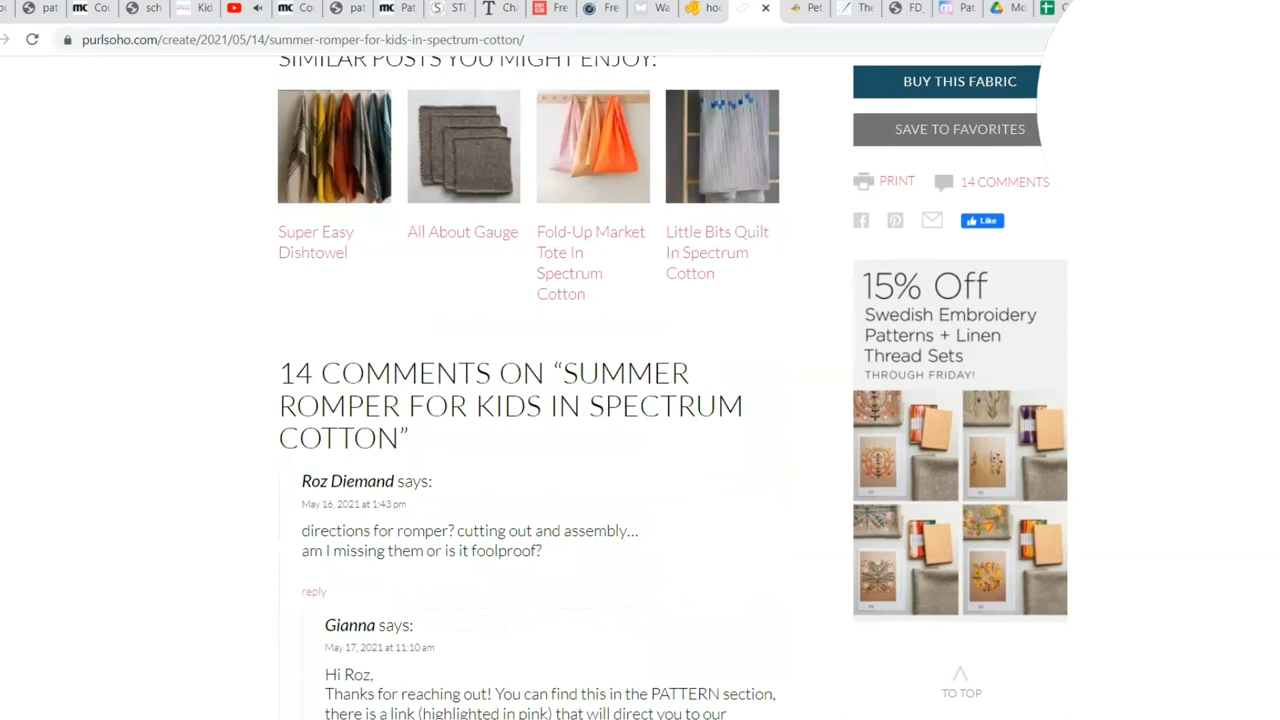 pat
Co
sch
Kid
Co
pat
Pat
STI
Cha
Fre
Fre
Wa
hoc
Pet
The
FD_
Pat
Mo
purlsoho.com/create/2021/05/14/summer-romper-for-kids-in-spectrum-cotton/
SIMILAR POSTS YOU MIGHT ENJOY:
Super Easy
Dishtowel
All About Gauge
Fold-Up Market
Tote In
Spectrum
Cotton
Little Bits Quilt
In Spectrum
Cotton
14 COMMENTS ON “SUMMER
ROMPER FOR KIDS IN SPECTRUM
COTTON”
Roz Diemand says:
May 16, 2021 at 1:43 pm
directions for romper? cutting out and assembly…
am I missing them or is it foolproof?
reply
Gianna says:
May 17, 2021 at 11:10 am
Hi Roz,
Thanks for reaching out! You can find this in the PATTERN section,
there is a link (highlighted in pink) that will direct you to our
BUY THIS FABRIC
SAVE TO FAVORITES
PRINT
14 COMMENTS
Like
15% Off
Swedish Embroidery
Patterns + Linen
Thread Sets
THROUGH FRIDAY!
TO TOP